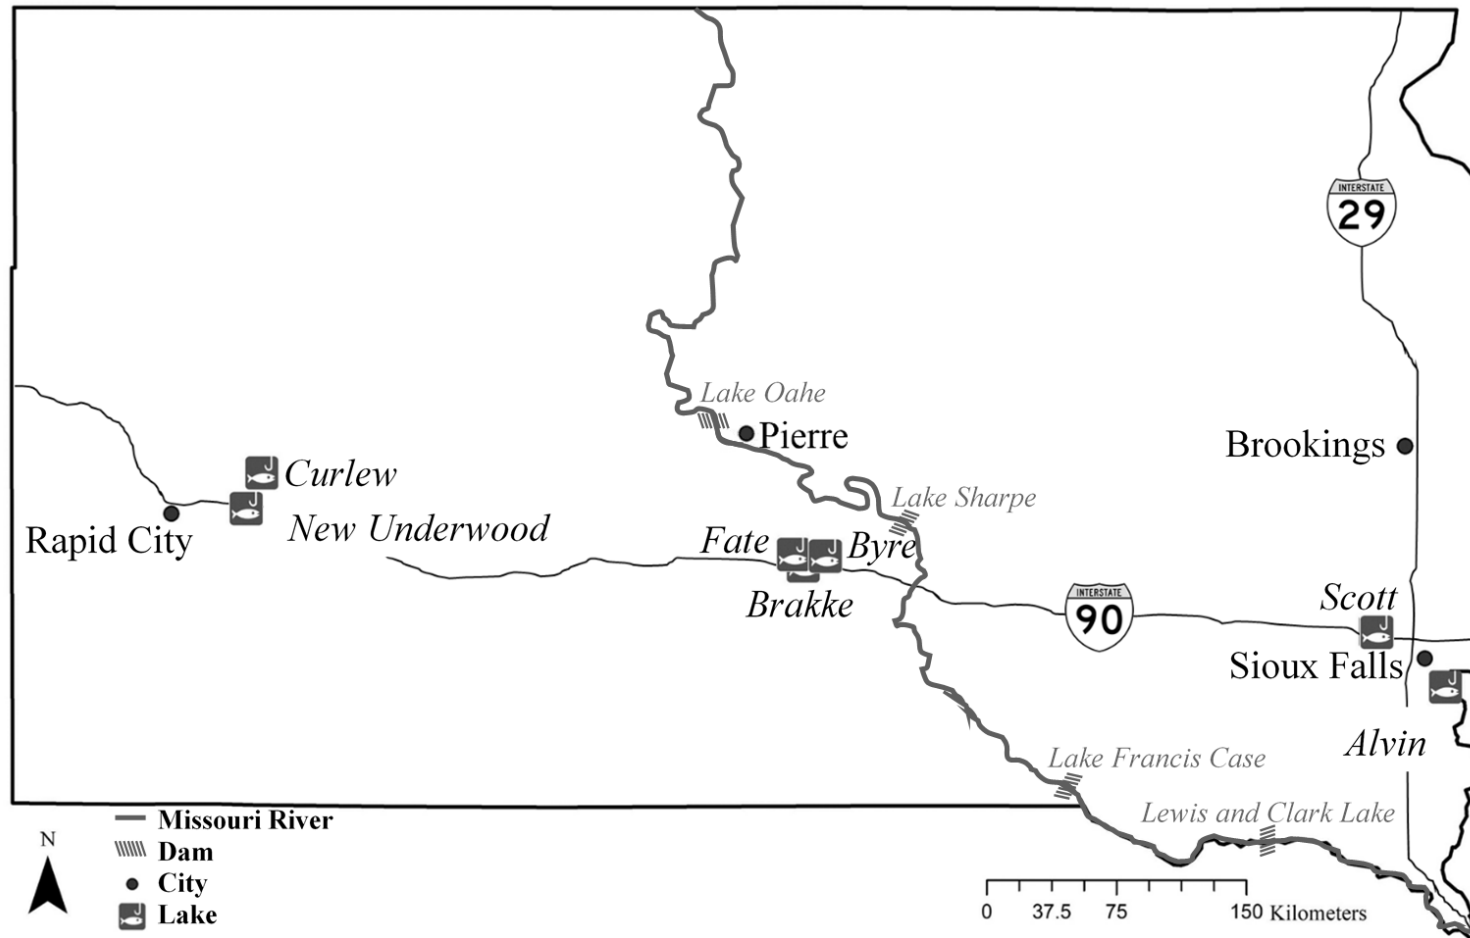 INTERSTATE
29
Lake Oahe
Pierre
Brookings
Curlew
Lake Sharpe
New Underwood
Rapid City
Fate
Byre
Brakke
INTERSTATE
90
Scott
Sioux Falls
Alvin
Lake Francis Case
Lewis and Clark Lake
N
Missouri River
Dam
City
Lake
0 37.5 75 150 Kilometers